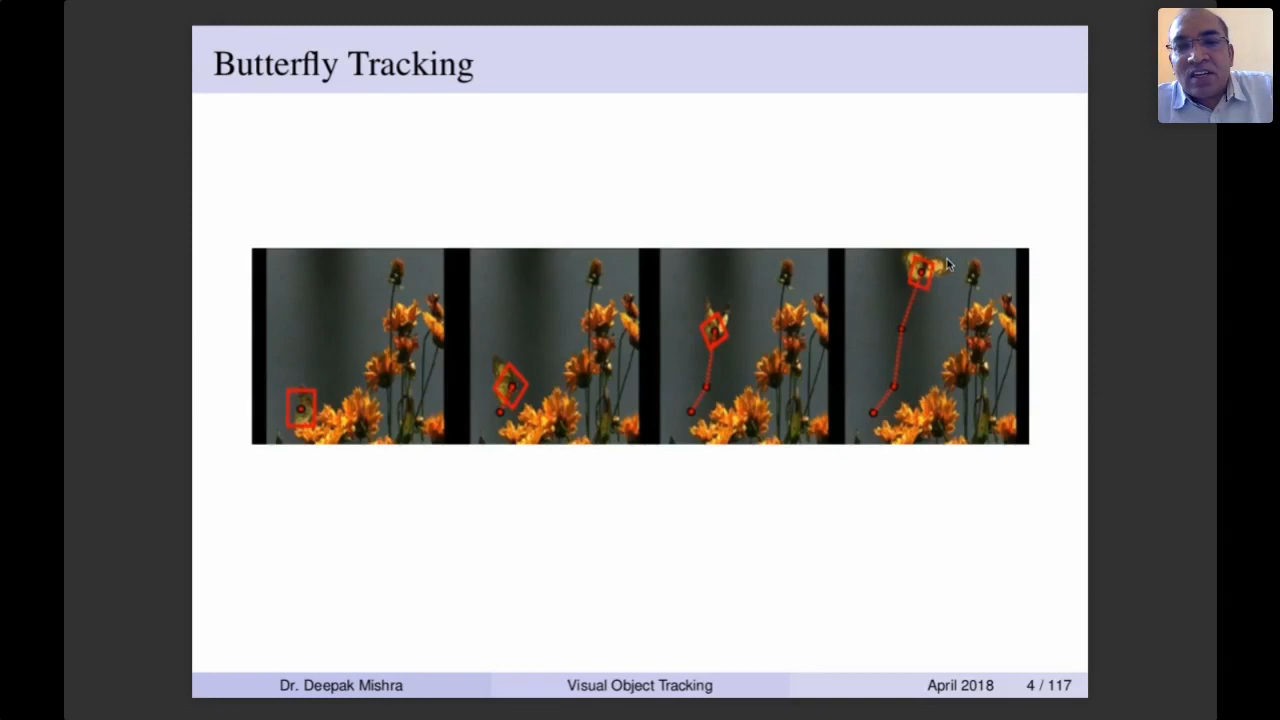 Butterfly Tracking
Dr. Deepak Mishra
Visual Object Tracking
April 2018
4 / 117